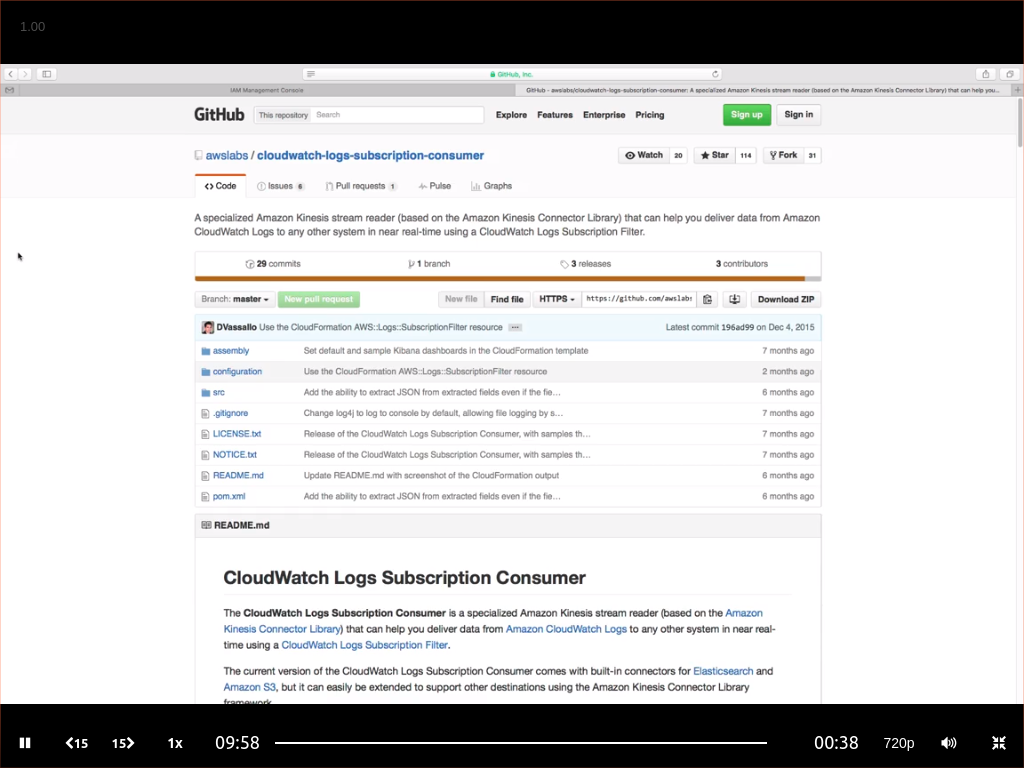 1.00
GitHub, Inc.
IAM Management Console
GitHub - awslabs/cloudwatch-logs-subscription-consumer: A specialized Amazon Kinesis stream reader (based on the Amazon Kinesis Connector Library) that can help you...
GitHub This repository Search Explore Features Enterprise Pricing Sign up Sign in
awslabs / cloudwatch-logs-subscription-consumer Watch 20 Star 114 Fork 31
Code Issues 6 Pull requests 1 Pulse Graphs
A specialized Amazon Kinesis stream reader (based on the Amazon Kinesis Connector Library) that can help you deliver data from Amazon
CloudWatch Logs to any other system in near real-time using a CloudWatch Logs Subscription Filter.
29 commits 1 branch 3 releases 3 contributors
Branch: master New pull request New file Find file HTTPS https://github.com/awslabs Download ZIP
DVassallo Use the CloudFormation AWS::Logs::SubscriptionFilter resource ... Latest commit 196ad99 on Dec 4, 2015
assembly Set default and sample Kibana dashboards in the CloudFormation template 7 months ago
configuration Use the CloudFormation AWS::Logs::SubscriptionFilter resource 2 months ago
src Add the ability to extract JSON from extracted fields even if the fie... 6 months ago
.gitignore Change log4j to log to console by default, allowing file logging by s... 7 months ago
LICENSE.txt Release of the CloudWatch Logs Subscription Consumer, with samples th... 7 months ago
NOTICE.txt Release of the CloudWatch Logs Subscription Consumer, with samples th... 7 months ago
README.md Update README.md with screenshot of the CloudFormation output 6 months ago
pom.xml Add the ability to extract JSON from extracted fields even if the fie... 6 months ago
README.md
CloudWatch Logs Subscription Consumer
The CloudWatch Logs Subscription Consumer is a specialized Amazon Kinesis stream reader (based on the Amazon
Kinesis Connector Library) that can help you deliver data from Amazon CloudWatch Logs to any other system in near real-
time using a CloudWatch Logs Subscription Filter.
The current version of the CloudWatch Logs Subscription Consumer comes with built-in connectors for Elasticsearch and
Amazon S3, but it can easily be extended to support other destinations using the Amazon Kinesis Connector Library
framework.
15 15 1x 09:58 00:38 720p